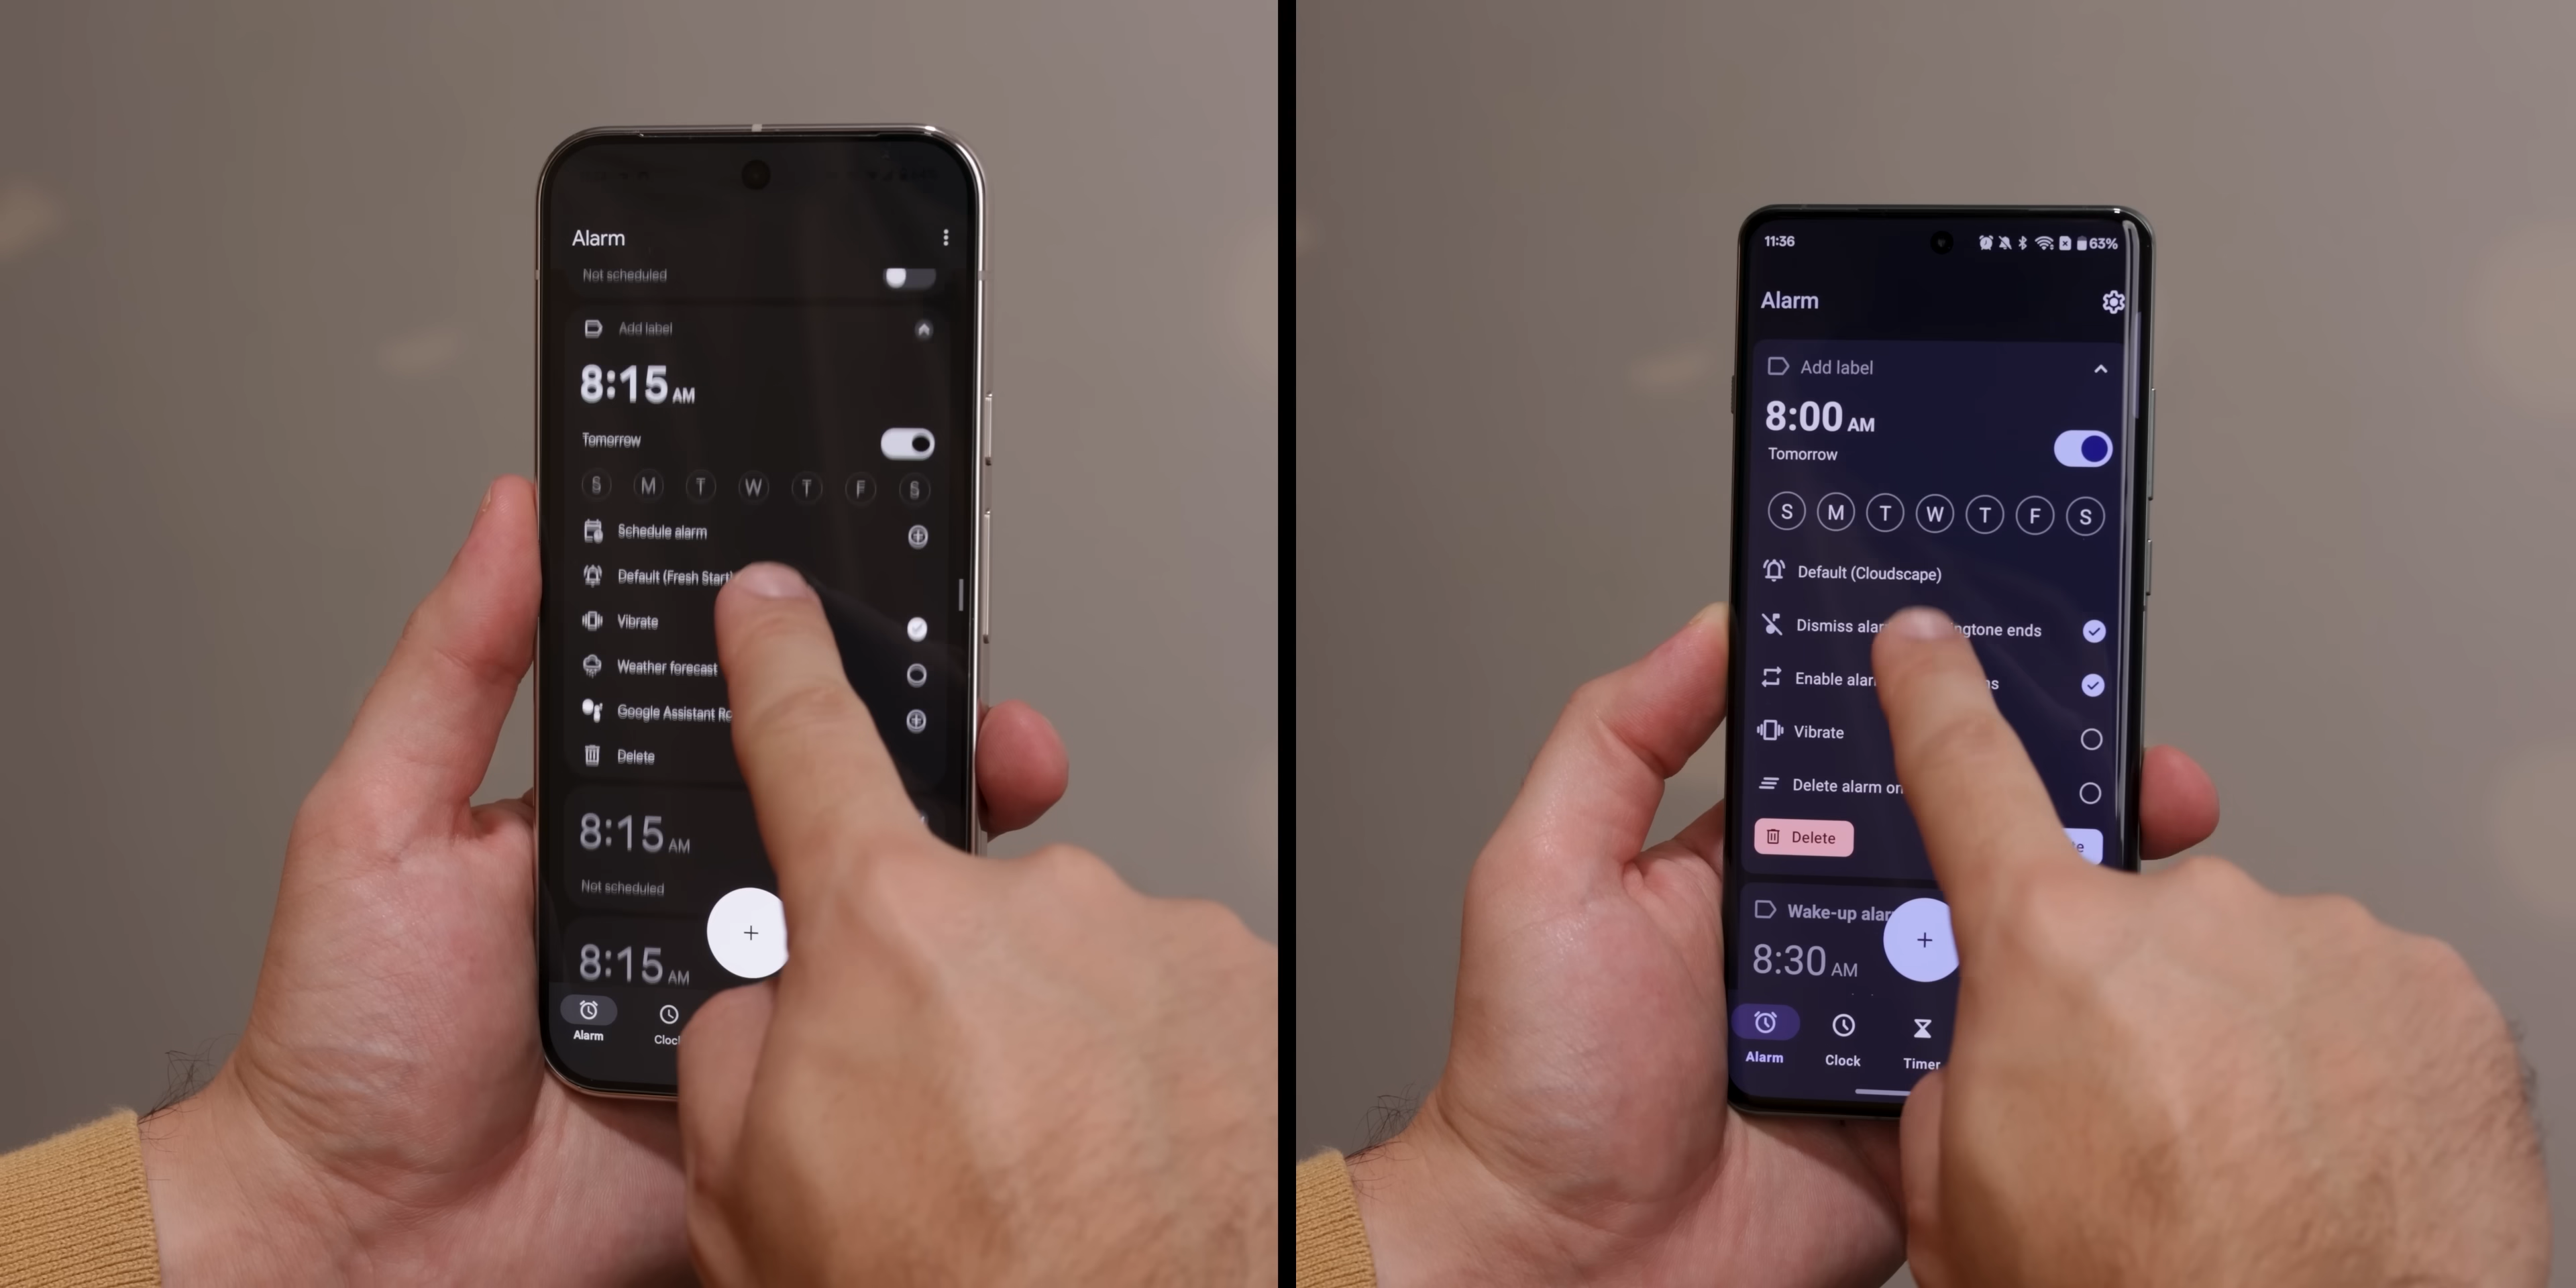 Alarm
Not scheduled
Add label
8:15 AM
Tomorrow
S M T W T F S
Schedule alarm
Default (Fresh Start)
Vibrate
Weather forecast
Google Assistant
Delete
8:15 AM
Not scheduled
+
8:15 AM
Alarm
11:36
63%
Alarm
Add label
8:00 AM
Tomorrow
S M T W T F S
Default (Cloudscape)
Dismiss ends
Enable
Vibrate
Delete alarm
Delete
Wake-up
+
8:30 AM
Alarm Clock Timer